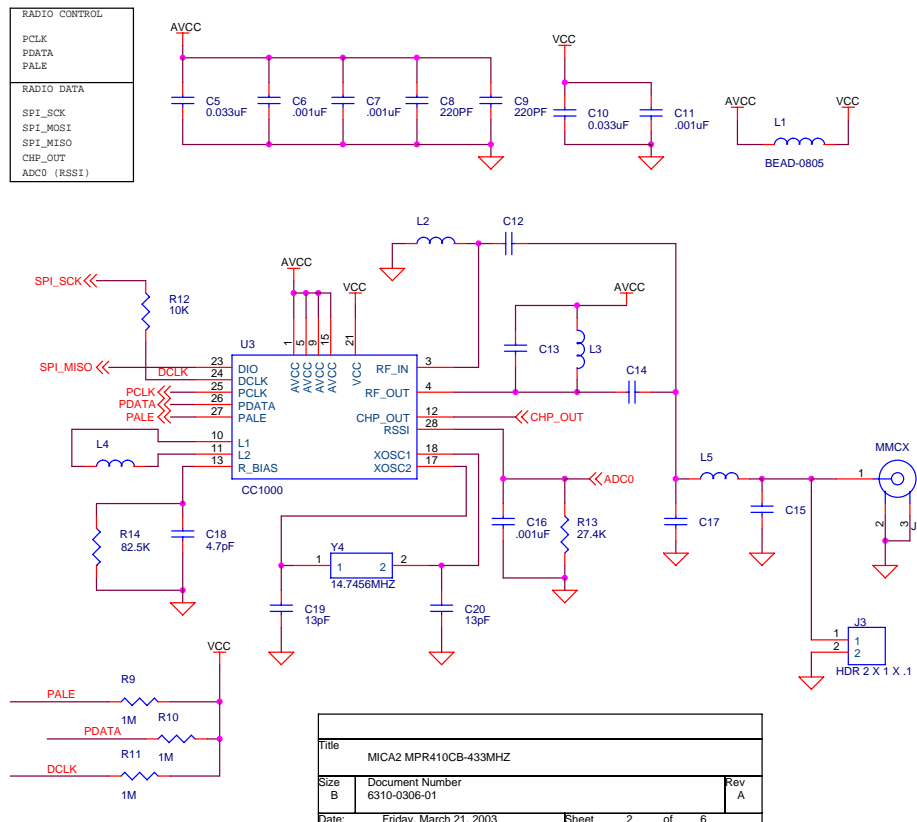 RADIO CONTROL
PCLK
PDATA
PALE
RADIO DATA
SPI_SCK
SPI_MOSI
SPI_MISO
CHP_OUT
ADC0 (RSSI)
AVCC
C5
0.033uF
C6
.001uF
C7
.001uF
C8
220PF
C9
220PF
VCC
C10
0.033uF
C11
.001uF
AVCC
VCC
L1
BEAD-0805
L2
C12
SPI_SCK
R12
10K
AVCC
VCC
AVCC
C13
L3
C14
U3
1
5
9
15
21
SPI_MISO
DCLK
23
24
25
26
27
PCLK
PDATA
PALE
DIO
DCLK
PCLK
PDATA
PALE
AVCC
AVCC
AVCC
AVCC
VCC
RF_IN
3
RF_OUT
4
CHP_OUT
12
CHP_OUT
RSSI
28
L4
10
L1
11
L2
13
R_BIAS
XOSC1
18
XOSC2
17
CC1000
ADC0
L5
MMCX
1
2
3
J
R14
82.5K
C18
4.7pF
C16
.001uF
R13
27.4K
C17
C15
Y4
1
1
2
2
14.7456MHZ
C19
13pF
C20
13pF
J3
1
1
2
2
HDR 2 X 1 X .1
VCC
PALE
R9
1M
PDATA
R10
1M
DCLK
R11
1M
Title
MICA2 MPR410CB-433MHZ
Size
B
Document Number
6310-0306-01
Rev
A
Date:
Friday, March 21, 2003
Sheet
2
of
6